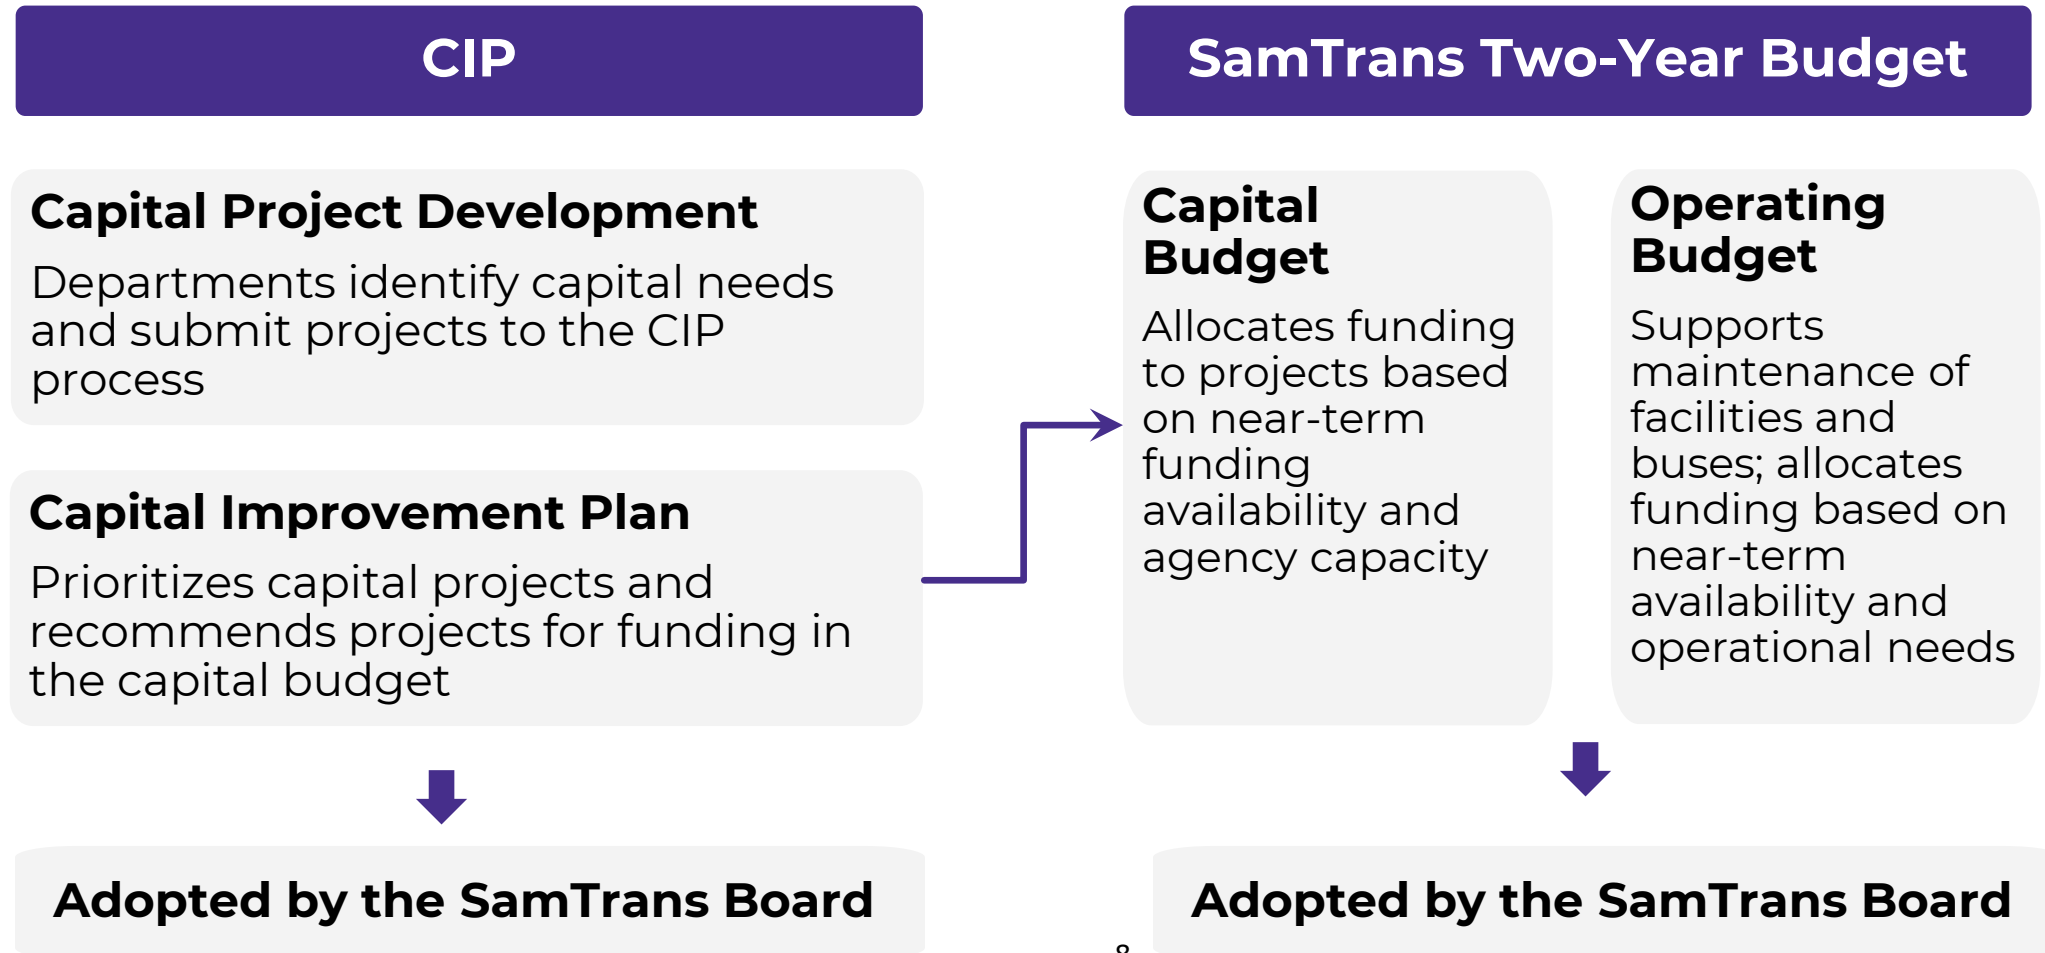 CIP
SamTrans Two-Year Budget
Capital Project Development
Departments identify capital needs
and submit projects to the CIP
process
Capital Improvement Plan
Prioritizes capital projects and
recommends projects for funding in
the capital budget
Adopted by the SamTrans Board
Capital
Budget
Allocates funding
to projects based
on near-term
funding
availability and
agency capacity
Operating
Budget
Supports
maintenance of
facilities and
buses; allocates
funding based on
near-term
availability and
operational needs
Adopted by the SamTrans Board